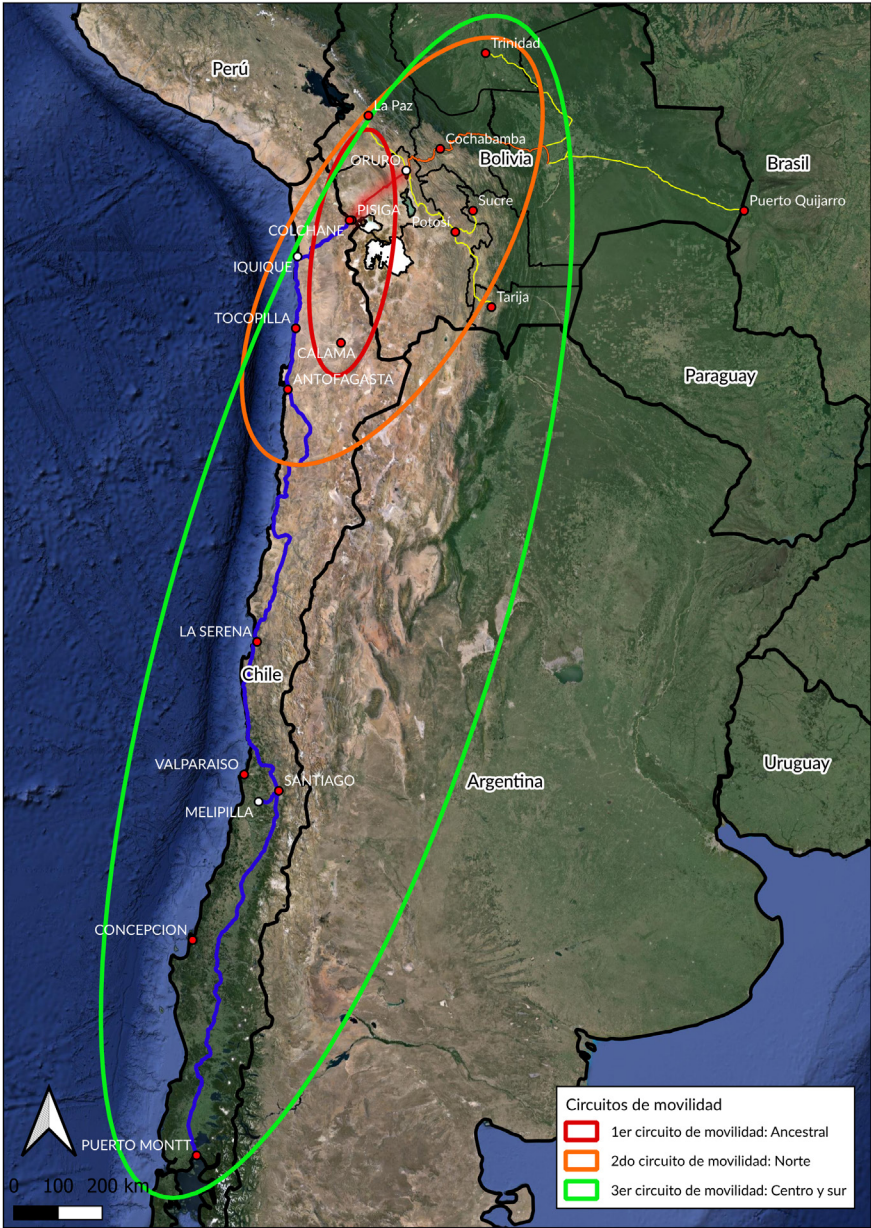 Trinidad
Perú
La Paz
Cochabamba
ORURO
Bolivia
Brasil
Sucre
Puerto Quijarro
PISIGA
COLCHANE
Potosí
IQUIQUE
Tarija
TOCOPILLA
CALAMA
ANTOFAGASTA
Paraguay
LA SERENA
Chile
VALPARAISO
SANTIAGO
Argentina
Uruguay
MELIPILLA
CONCEPCION
PUERTO MONTT
0 100 200 km
Circuitos de movilidad
1er circuito de movilidad: Ancestral
2do circuito de movilidad: Norte
3er circuito de movilidad: Centro y sur